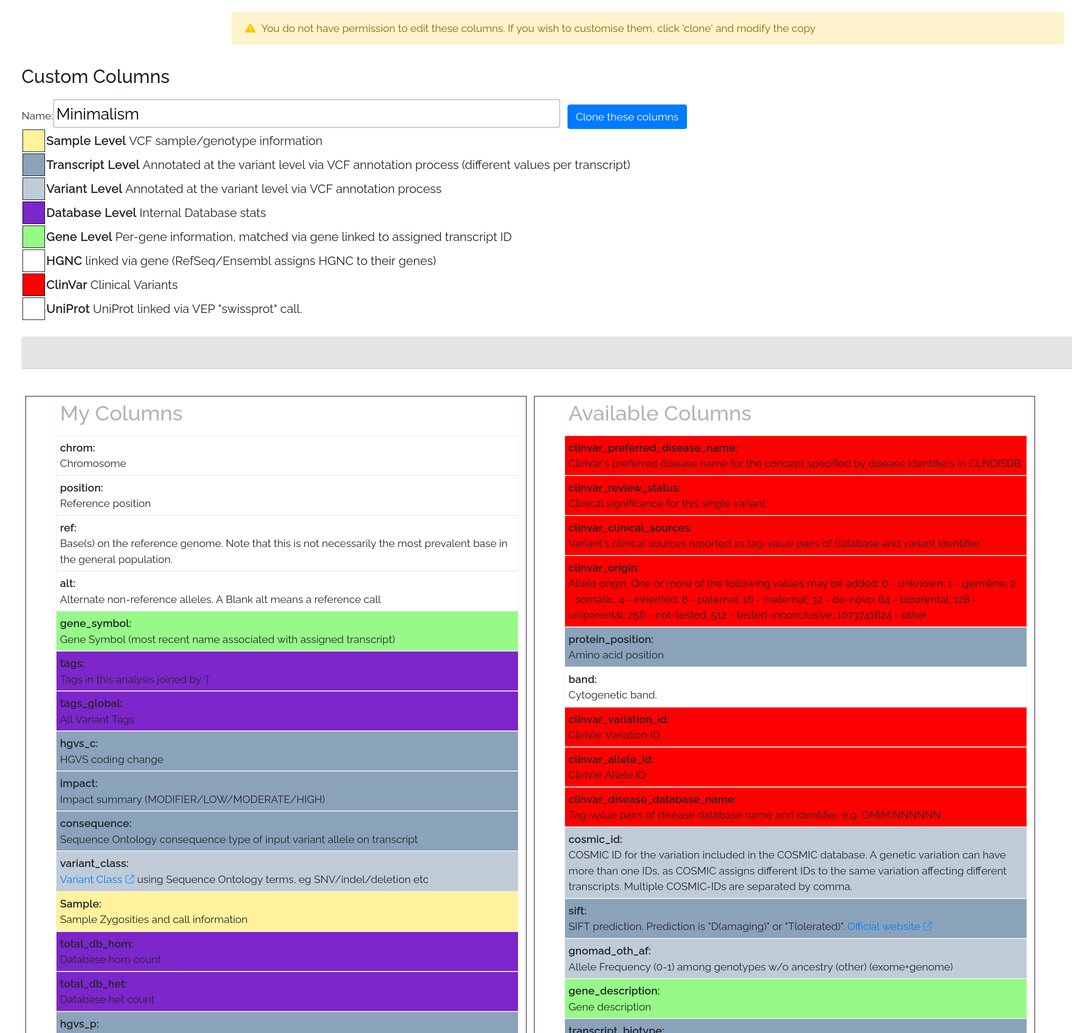 You do not have permission to edit these columns. If you wish to customise them, click 'clone' and modify the copy
Custom Columns
Name: Minimalism
Clone these columns
Sample Level VCF sample/genotype information
Transcript Level Annotated at the variant level via VCF annotation process (different values per transcript)
Variant Level Annotated at the variant level via VCF annotation process
Database Level Internal Database stats
Gene Level Per-gene information, matched via gene linked to assigned transcript ID
HGNC linked via gene (RefSeq/Ensembl assigns HGNC to their genes)
ClinVar Clinical Variants
UniProt UniProt linked via VEP "swissprot" call.
My Columns
chrom:
Chromosome
position:
Reference position
ref:
Base(s) on the reference genome. Note that this is not necessarily the most prevalent base in
the general population.
alt:
Alternate non-reference alleles. A Blank alt means a reference call
gene_symbol:
Gene Symbol (most recent name associated with assigned transcript)
tags:
Tags in this analysis joined by '|'
tags_global:
All Variant Tags
hgvs_c:
HGVS coding change
impact:
Impact summary (MODIFIER/LOW/MODERATE/HIGH)
consequence:
Sequence Ontology consequence type of input variant allele on transcript
variant_class:
Variant Class using Sequence Ontology terms, eg SNV/indel/deletion etc
Sample:
Sample Zygosities and call information
total_db_hom:
Database hom count
total_db_het:
Database het count
hgvs_p:
Available Columns
clinvar_preferred_disease_name:
ClinVar's preferred disease name for the concept specified by disease identifiers in CLNDISDB
clinvar_review_status:
Clinical significance for this single variant
clinvar_clinical_sources:
Variant's clinical sources reported as tag-value pairs of database and variant identifier
clinvar_origin:
Allele origin. One or more of the following values may be added: 0 - unknown; 1 - germline; 2
- somatic; 4 - inherited; 8 - paternal; 16 - maternal; 32 - de-novo; 64 - biparental; 128 -
uniparental; 256 - not-tested; 512 - tested-inconclusive; 1073741824 - other
protein_position:
Amino acid position
band:
Cytogenetic band.
clinvar_variation_id:
ClinVar Variation ID
clinvar_allele_id:
ClinVar Allele ID
clinvar_disease_database_name:
Tag-value pairs of disease database name and identifier, e.g. OMIM:NNNNNN
cosmic_id:
COSMIC ID for the variation included in the COSMIC database. A genetic variation can have
more than one IDs, as COSMIC assigns different IDs to the same variation affecting different
transcripts. Multiple COSMIC-IDs are separated by comma.
sift:
SIFT prediction. Prediction is "D(amaging)" or "T(olerated)". Official website
gnomad_oth_af:
Allele Frequency (0-1) among genotypes w/o ancestry (other) (exome+genome)
gene_description:
Gene description
transcript_biotype: